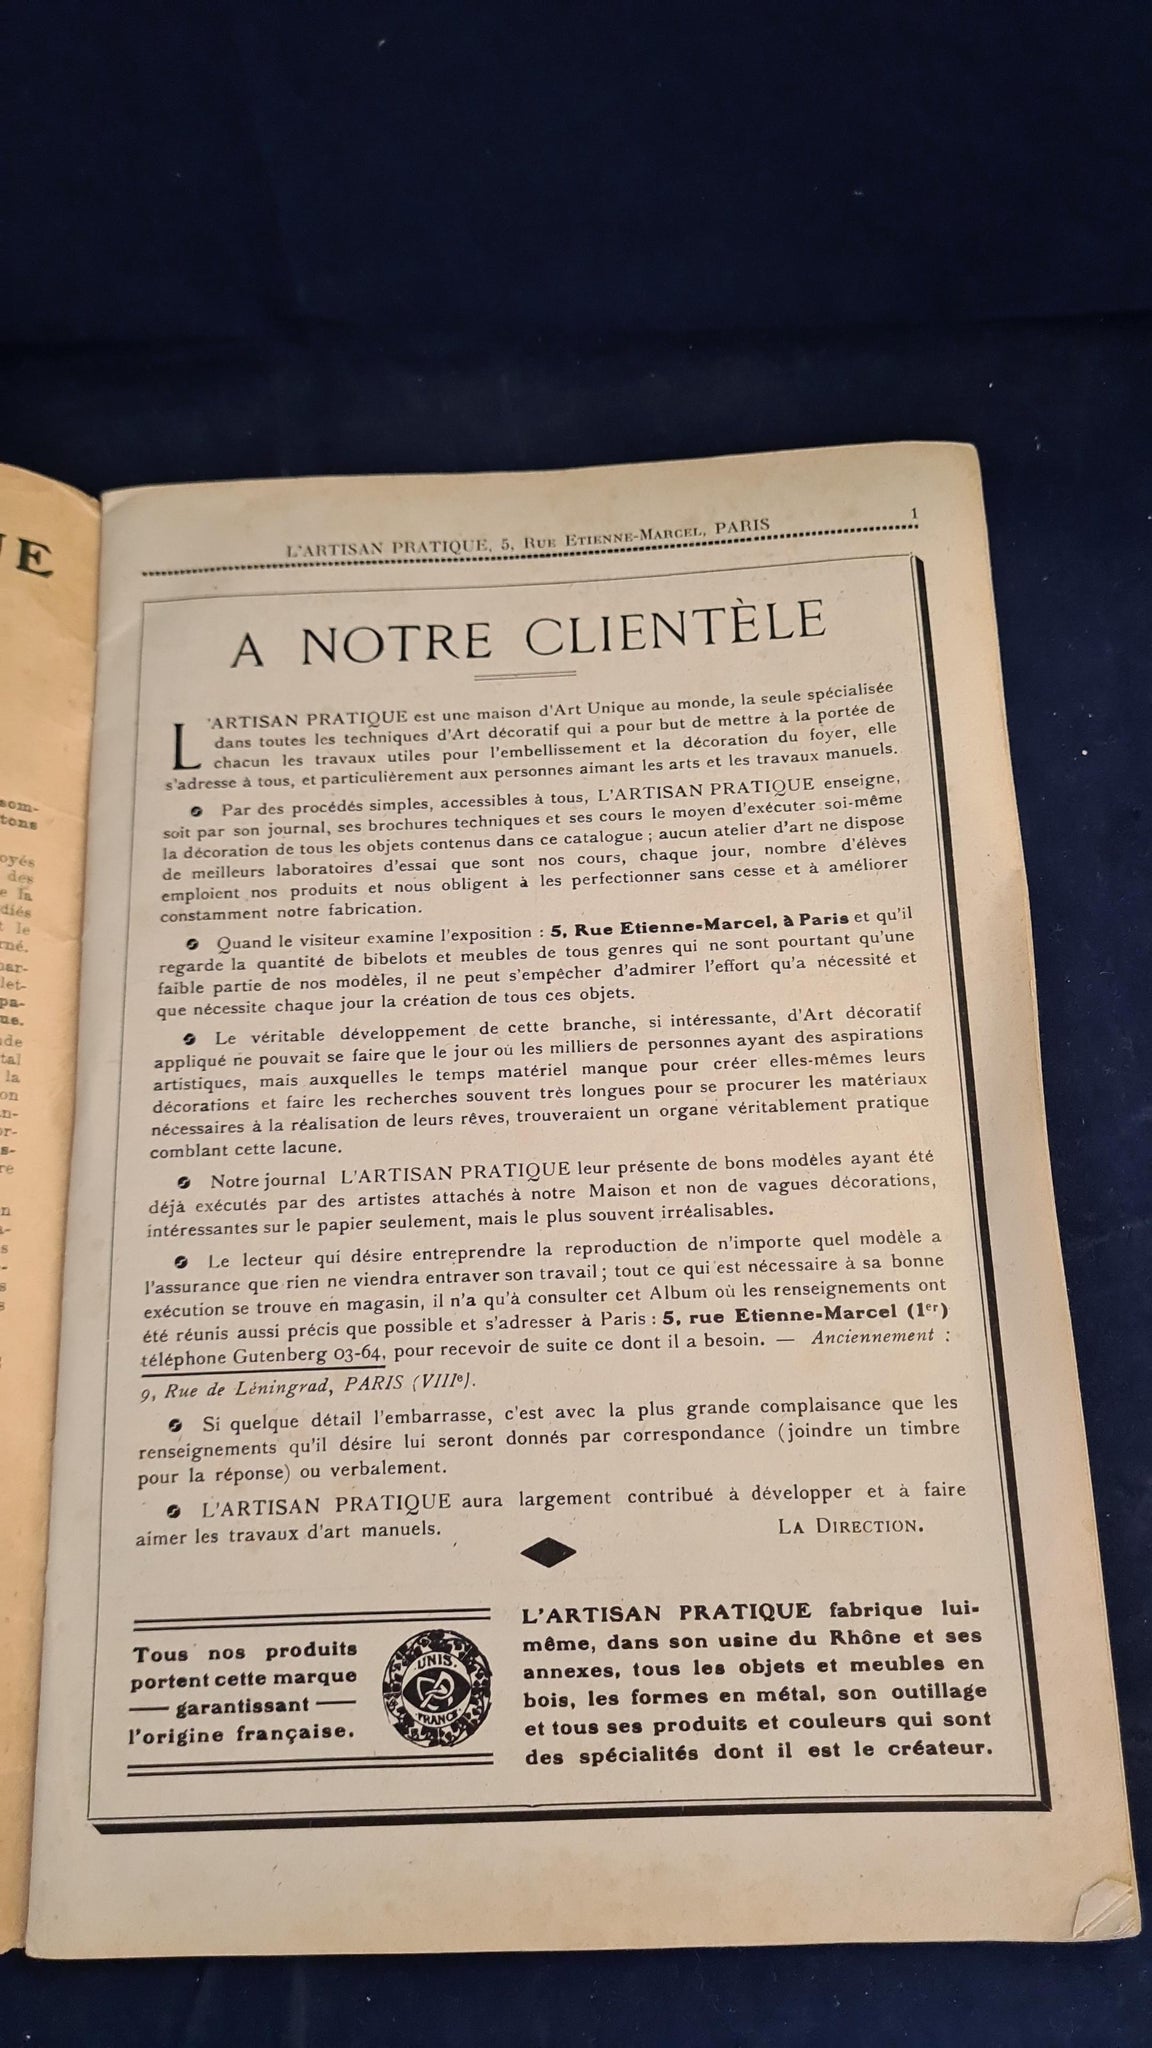 UE
som-
tons
oyés
des
e la
diés
t le
rné.
nar-
let-
pa-
ue.
nde
tal
la
on
an-
or-
s-
re
n
a-
s
L'ARTISAN PRATIQUE, 5, Rue Etienne-Marcel, PARIS
1
A NOTRE CLIENTÈLE
L'ARTISAN PRATIQUE est une maison d'Art Unique au monde, la seule spécialisée
dans toutes les techniques d'Art décoratif qui a pour but de mettre à la portée de
chacun les travaux utiles pour l'embellissement et la décoration du foyer, elle
s'adresse à tous, et particulièrement aux personnes aimant les arts et les travaux manuels.
Par des procédés simples, accessibles à tous, L'ARTISAN PRATIQUE enseigne,
soit par son journal, ses brochures techniques et ses cours le moyen d'exécuter soi-même
la décoration de tous les objets contenus dans ce catalogue ; aucun atelier d'art ne dispose
de meilleurs laboratoires d'essai que sont nos cours, chaque jour, nombre d'élèves
emploient nos produits et nous obligent à les perfectionner sans cesse et à améliorer
constamment notre fabrication.
Quand le visiteur examine l'exposition : 5, Rue Etienne-Marcel, à Paris et qu'il
regarde la quantité de bibelots et meubles de tous genres qui ne sont pourtant qu'une
faible partie de nos modèles, il ne peut s'empêcher d'admirer l'effort qu'a nécessité et
que nécessite chaque jour la création de tous ces objets.
Le véritable développement de cette branche, si intéressante, d'Art décoratif
appliqué ne pouvait se faire que le jour où les milliers de personnes ayant des aspirations
artistiques, mais auxquelles le temps matériel manque pour créer elles-mêmes leurs
décorations et faire les recherches souvent très longues pour se procurer les matériaux
nécessaires à la réalisation de leurs rêves, trouveraient un organe véritablement pratique
comblant cette lacune.
Notre journal L'ARTISAN PRATIQUE leur présente de bons modèles ayant été
déjà exécutés par des artistes attachés à notre Maison et non de vagues décorations,
intéressantes sur le papier seulement, mais le plus souvent irréalisables.
Le lecteur qui désire entreprendre la reproduction de n'importe quel modèle a
l'assurance que rien ne viendra entraver son travail ; tout ce qui est nécessaire à sa bonne
exécution se trouve en magasin, il n'a qu'à consulter cet Album où les renseignements ont
été réunis aussi précis que possible et s'adresser à Paris : 5, rue Etienne-Marcel (1er)
téléphone Gutenberg 03-64, pour recevoir de suite ce dont il a besoin. — Anciennement :
9, Rue de Léningrad, PARIS (VIIIe).
Si quelque détail l'embarrasse, c'est avec la plus grande complaisance que les
renseignements qu'il désire lui seront donnés par correspondance (joindre un timbre
pour la réponse) ou verbalement.
L'ARTISAN PRATIQUE aura largement contribué à développer et à faire
aimer les travaux d'art manuels.
La Direction.
Tous nos produits
portent cette marque
— garantissant —
l'origine française.
UNIS
FRANCE
L'ARTISAN PRATIQUE fabrique lui-
même, dans son usine du Rhône et ses
annexes, tous les objets et meubles en
bois, les formes en métal, son outillage
et tous ses produits et couleurs qui sont
des spécialités dont il est le créateur.